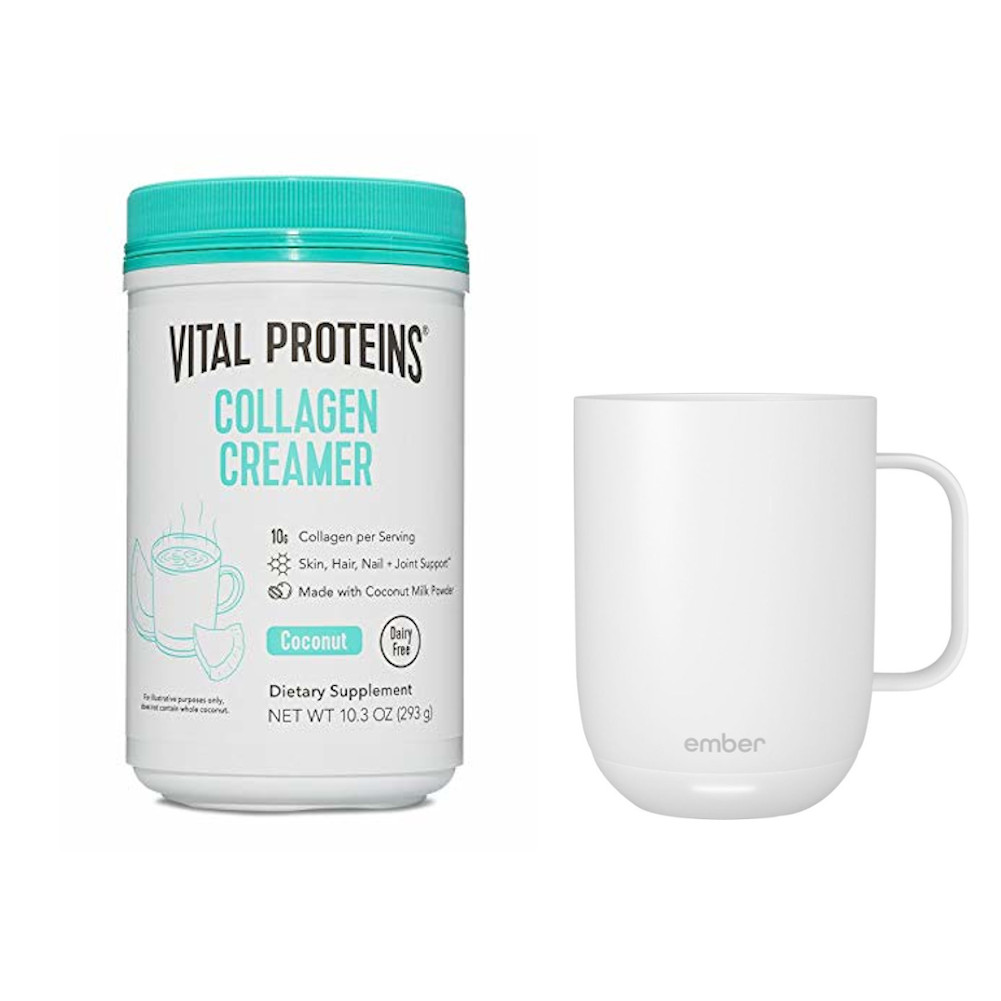 VITAL PROTEINS®
COLLAGEN
CREAMER
10G Collagen per Serving
Skin, Hair, Nail + Joint Support*
Made with Coconut Milk Powder
Coconut
Dairy
Free
For illustrative purposes only,
does not contain whole coconut.
Dietary Supplement
NET WT 10.3 OZ (293 g)
ember